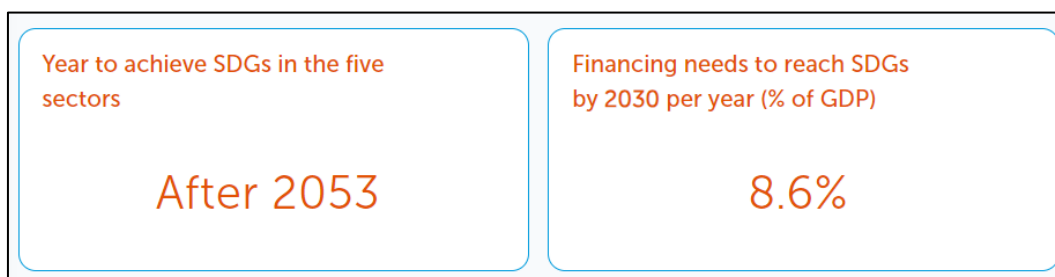 Year to achieve SDGs in the five
sectors
After 2053
Financing needs to reach SDGs
by 2030 per year (% of GDP)
8.6%